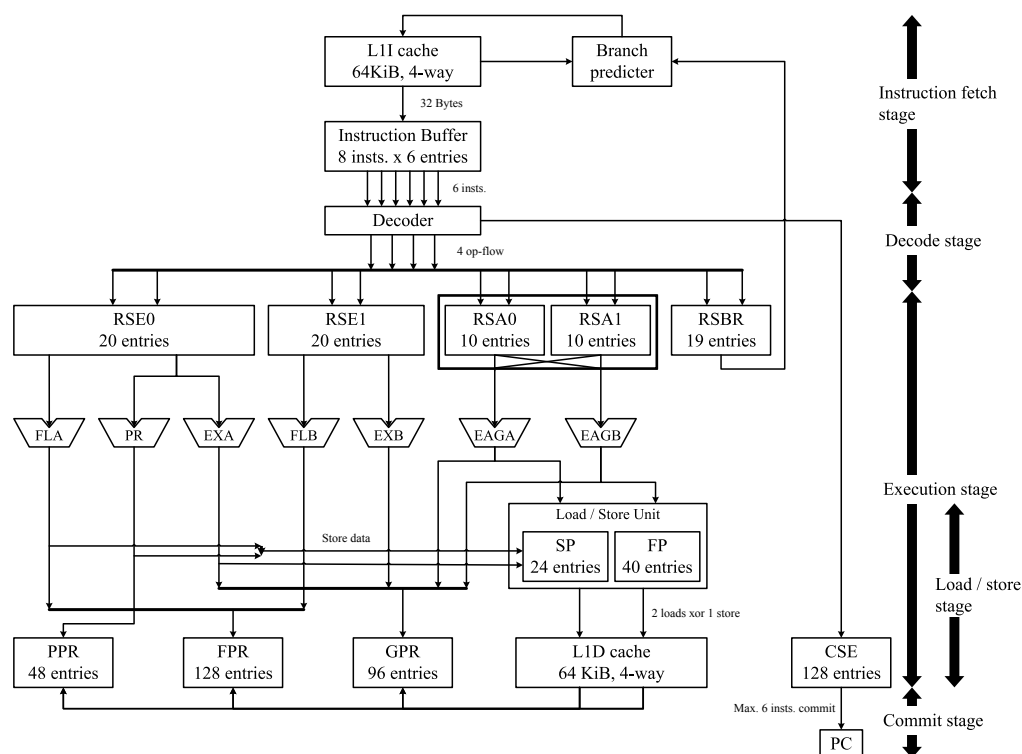 L1I cache
64KiB, 4-way
Branch
predicter
Instruction fetch
stage
32 Bytes
Instruction Buffer
8 insts. x 6 entries
6 insts.
Decoder
Decode stage
4 op-flow
RSE0
20 entries
RSE1
20 entries
RSA0
10 entries
RSA1
10 entries
RSBR
19 entries
FLA
PR
EXA
FLB
EXB
EAGA
EAGB
Execution stage
Load / Store Unit
Store data
SP
24 entries
FP
40 entries
Load / store
stage
2 loads xor 1 store
PPR
48 entries
FPR
128 entries
GPR
96 entries
L1D cache
64 KiB, 4-way
CSE
128 entries
Max. 6 insts. commit
Commit stage
PC